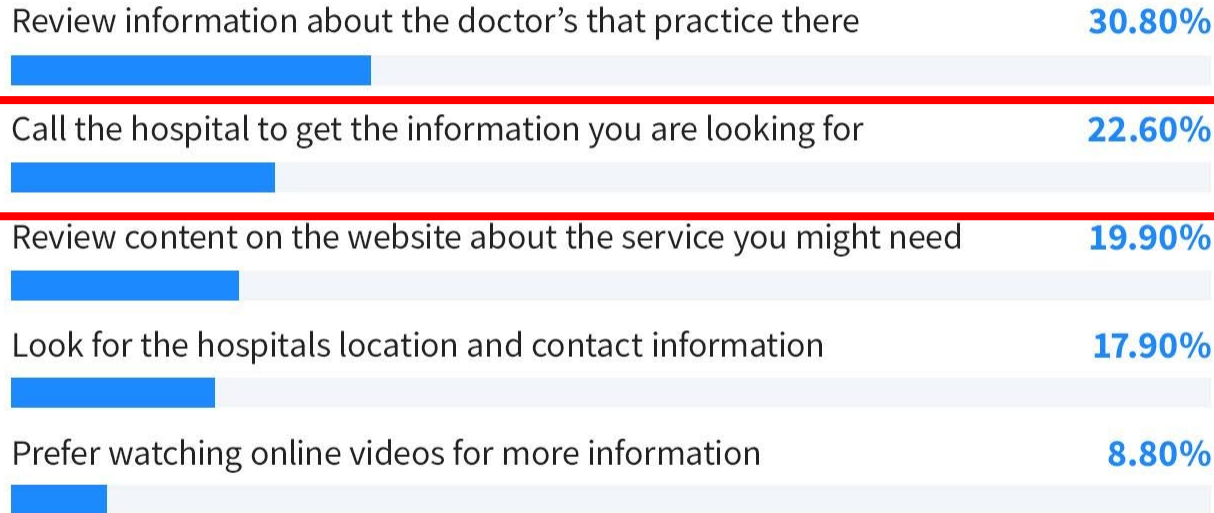 Review information about the doctor’s that practice there 30.80%
Call the hospital to get the information you are looking for 22.60%
Review content on the website about the service you might need 19.90%
Look for the hospitals location and contact information 17.90%
Prefer watching online videos for more information 8.80%